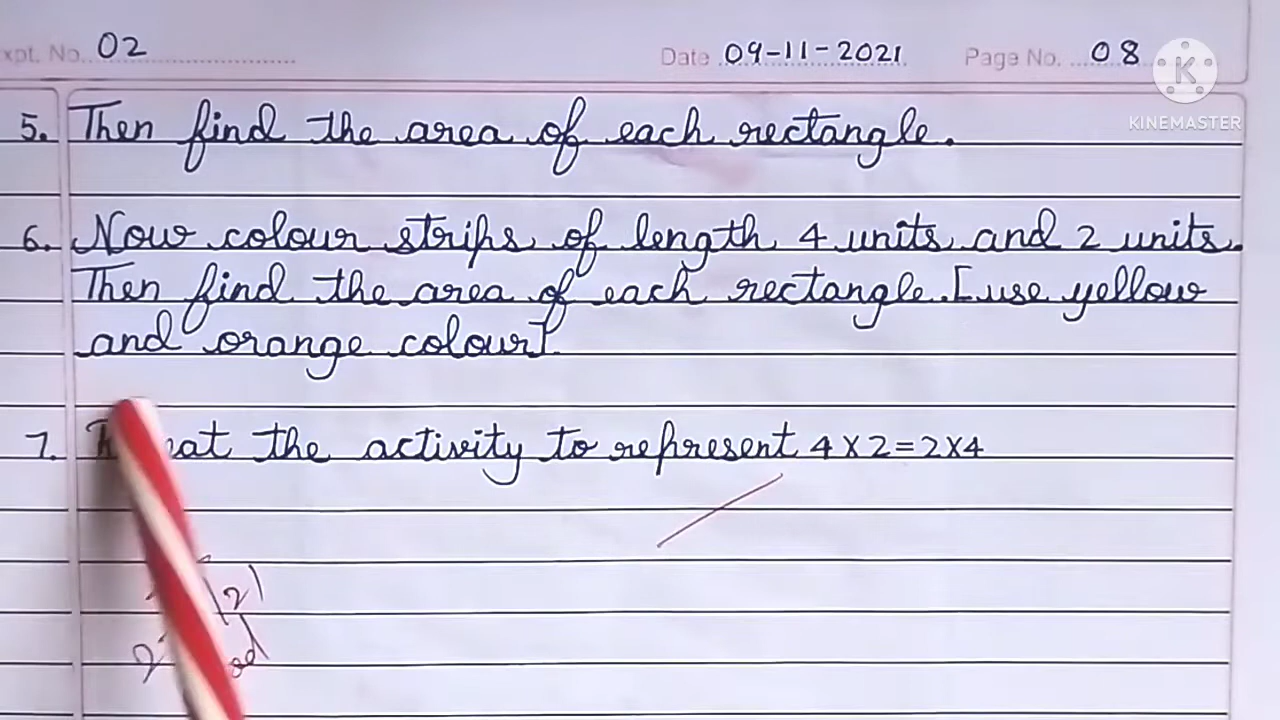 Expt. No. 02 Date 09-11-2021 Page No. 08
KINEMASTER
5. Then find the area of each rectangle.
6. Now colour strips of length 4 units and 2 units.
Then find the area of each rectangle. [use yellow
and orange colour].
7. the activity to represent 4 X 2 = 2 X 4